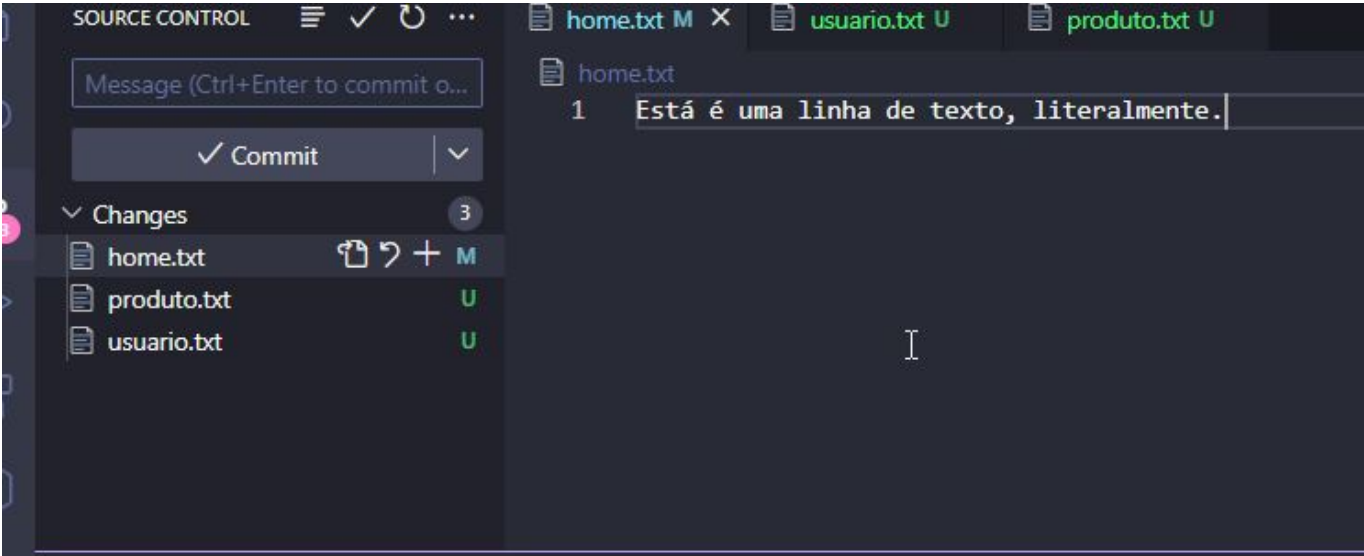 SOURCE CONTROL
Message (Ctrl+Enter to commit o...
Commit
Changes 3
home.txt M
produto.txt U
usuario.txt U
home.txt M
usuario.txt U
produto.txt U
home.txt
1 Está é uma linha de texto, literalmente.